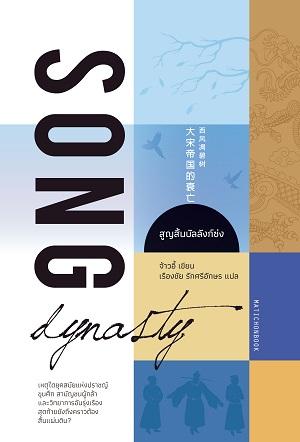 SONG
dynasty
西风凋碧树
大宋帝国的衰亡
สูญสิ้นบัลลังก์ซ่ง
จ้าวอี้ เขียน
เรืองชัย รักศรีอักษร แปล
MATICHONBOOK
เหตุใดยุคสมัยแห่งปราชญ์
ขุนศึก สามัญชนผู้กล้า
และวิทยาการอันรุ่งเรือง
สุดท้ายยังถึงคราวต้อง
สิ้นแผ่นดิน?